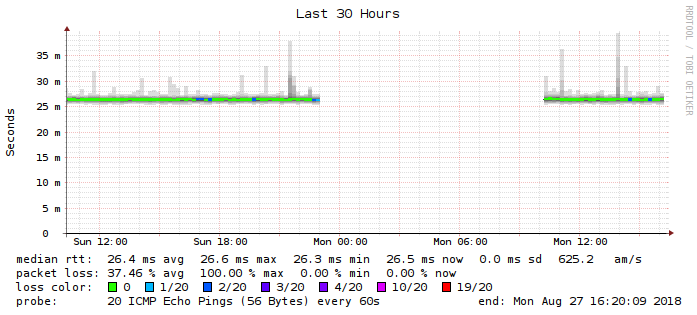 Last 30 Hours
RRDTOOL / TOBI OETIKER
Seconds
35 m
30 m
25 m
20 m
15 m
10 m
5 m
0
Sun 12:00 Sun 18:00 Mon 00:00 Mon 06:00 Mon 12:00
median rtt: 26.4 ms avg 26.6 ms max 26.3 ms min 26.5 ms now 0.0 ms sd 625.2 am/s
packet loss: 37.46 % avg 100.00 % max 0.00 % min 0.00 % now
loss color: 0 1/20 2/20 3/20 4/20 10/20 19/20
probe: 20 ICMP Echo Pings (56 Bytes) every 60s end: Mon Aug 27 16:20:09 2018